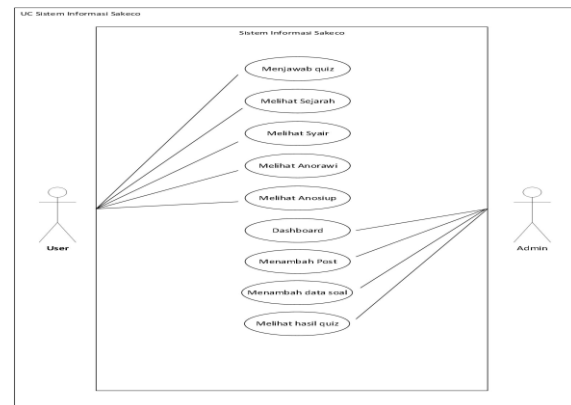 UC Sistem Informasi Sakeco
Sistem Informasi Sakeco
Menjawab quiz
Melihat Sejarah
Melihat Syair
Melihat Anorawi
Melihat Anosiup
Dashboard
Menambah Post
Menambah data soal
Melihat hasil quiz
User
Admin